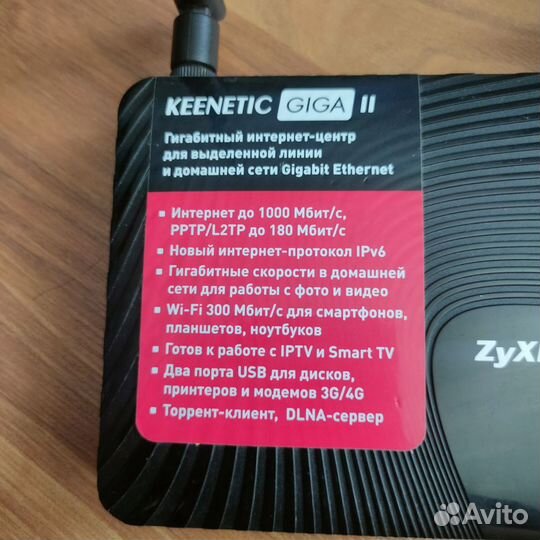 KEENETIC GIGA II
Гигабитный интернет-центр
для выделенной линии
и домашней сети Gigabit Ethernet
Интернет до 1000 Мбит/с,
PPTP/L2TP до 180 Мбит/с
Новый интернет-протокол IPv6
Гигабитные скорости в домашней
сети для работы с фото и видео
Wi-Fi 300 Мбит/с для смартфонов,
планшетов, ноутбуков
Готов к работе с IPTV и Smart TV
Два порта USB для дисков,
принтеров и модемов 3G/4G
Торрент-клиент, DLNA-сервер
ZyX
Avito